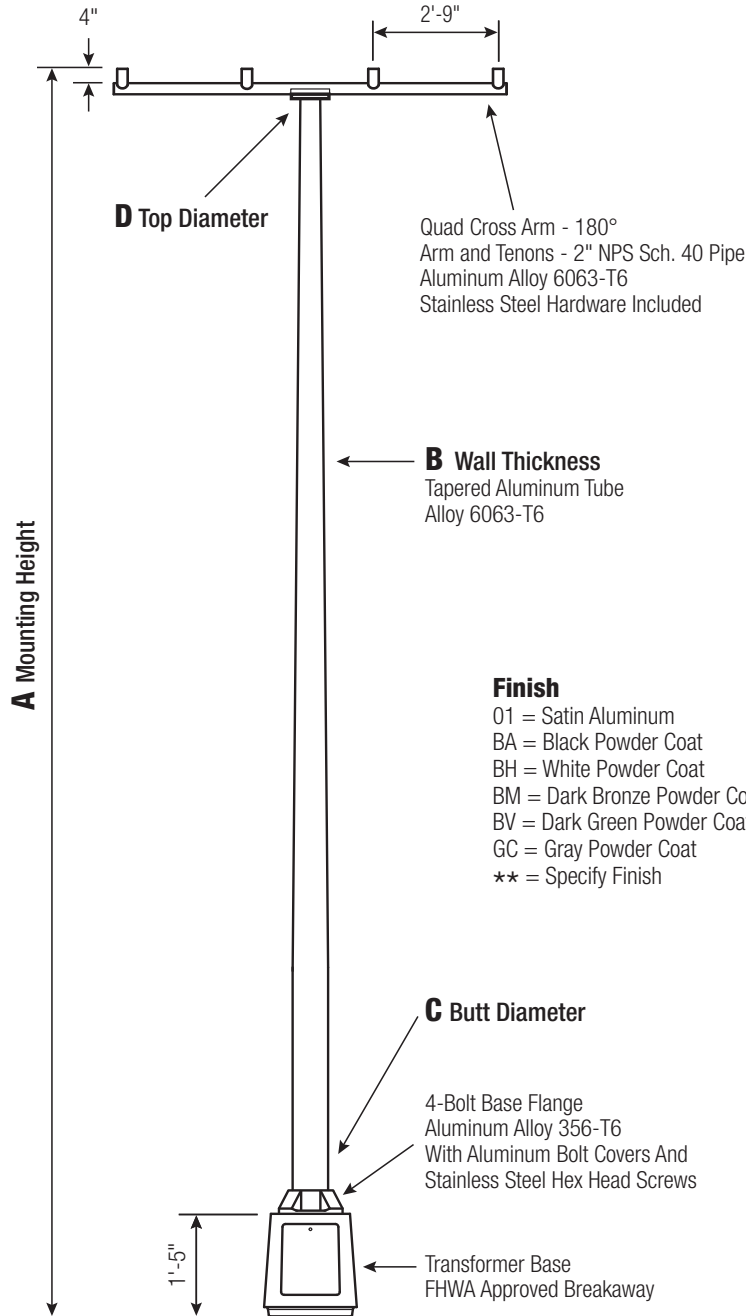 4"
2'-9"
D Top Diameter
Quad Cross Arm - 180°
Arm and Tenons - 2" NPS Sch. 40 Pipe
Aluminum Alloy 6063-T6
Stainless Steel Hardware Included
B Wall Thickness
Tapered Aluminum Tube
Alloy 6063-T6
A Mounting Height
Finish
01 = Satin Aluminum
BA = Black Powder Coat
BH = White Powder Coat
BM = Dark Bronze Powder Co
BV = Dark Green Powder Coat
GC = Gray Powder Coat
** = Specify Finish
C Butt Diameter
4-Bolt Base Flange
Aluminum Alloy 356-T6
With Aluminum Bolt Covers And
Stainless Steel Hex Head Screws
1'-5"
Transformer Base
FHWA Approved Breakaway